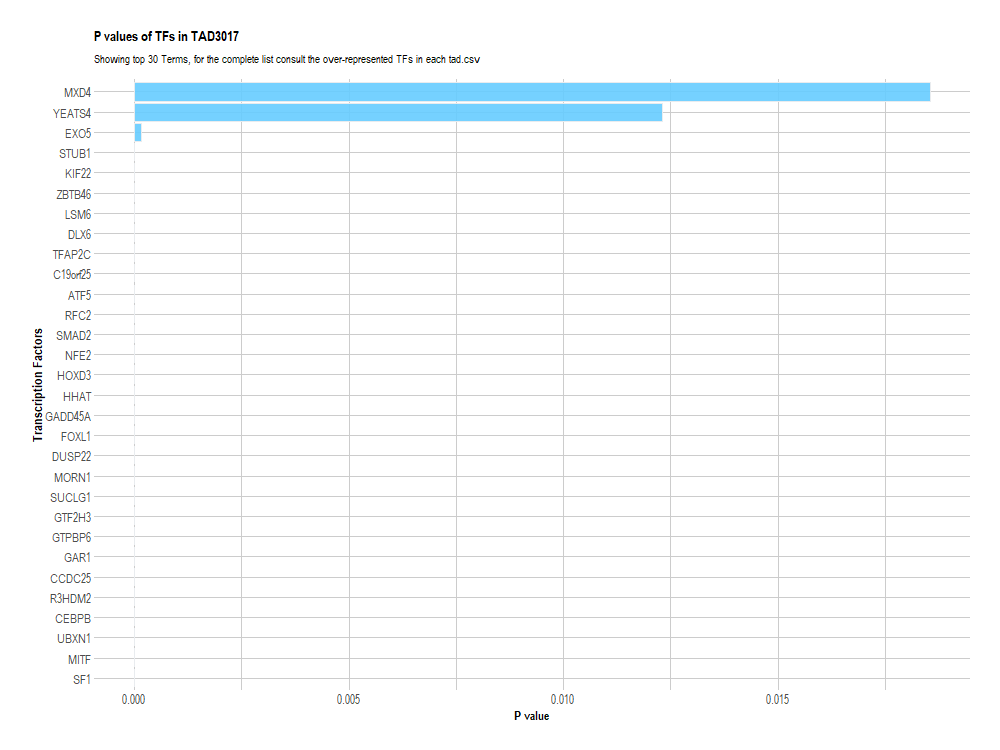 P values of TFs in TAD3017
Showing top 30 Terms, for the complete list consult the over-represented TFs in each tad.csv
MXD4
YEATS4
EXO5
STUB1
KIF22
ZBTB46
LSM6
DLX6
TFAP2C
C19orf25
ATF5
RFC2
SMAD2
NFE2
HOXD3
HHAT
GADD45A
FOXL1
DUSP22
MORN1
SUCLG1
GTF2H3
GTPBP6
GAR1
CCDC25
R3HDM2
CEBPB
UBXN1
MITF
SF1
Transcription Factors
0.000 0.005 0.010 0.015
P value